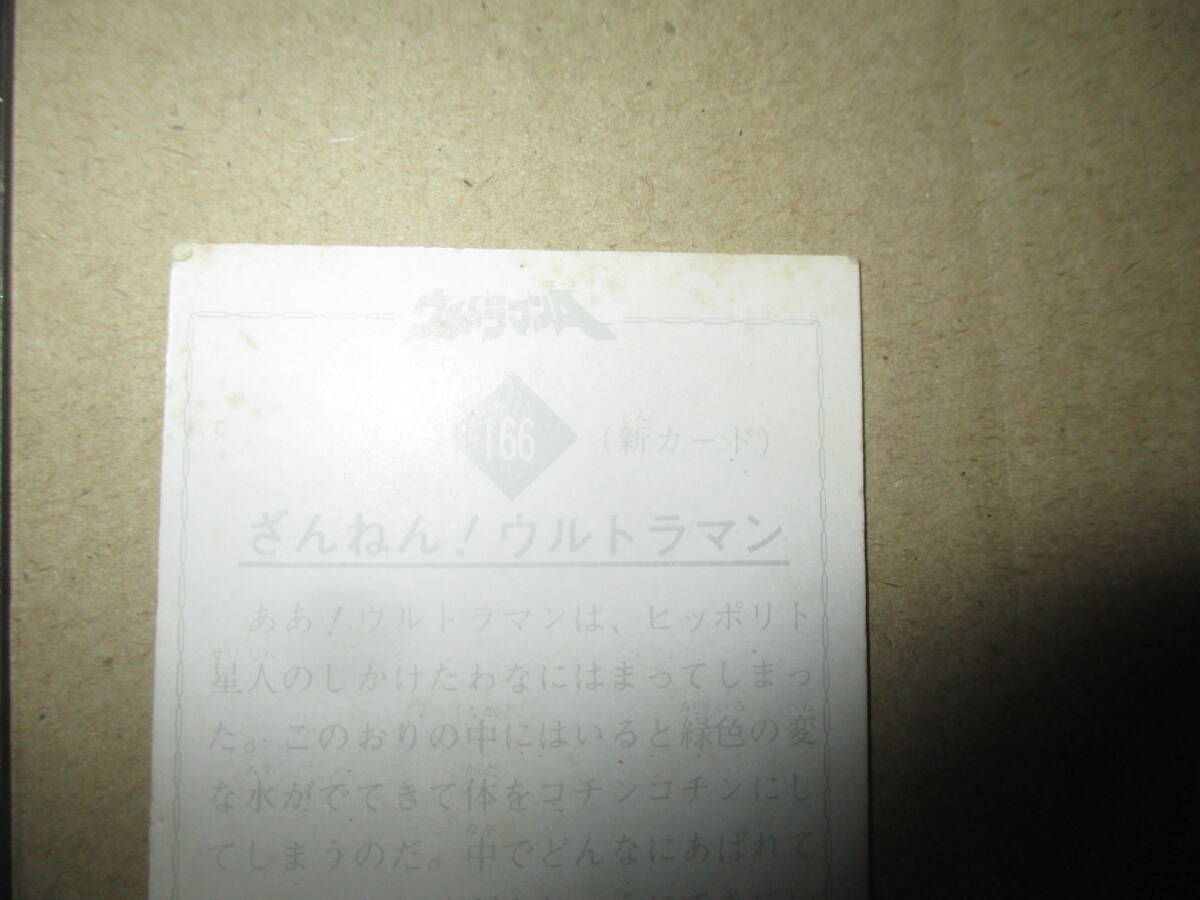 ウルトラマンA
166 (新カード)
ざんねん!ウルトラマン
ああ!ウルトラマンは、ヒッポリト
星人のしかけたわなにはまってしまっ
た。このおりの中にはいると緑色の変
な水がでてきて体をコチンコチンにし
てしまうのだ。中でどんなにあばれて